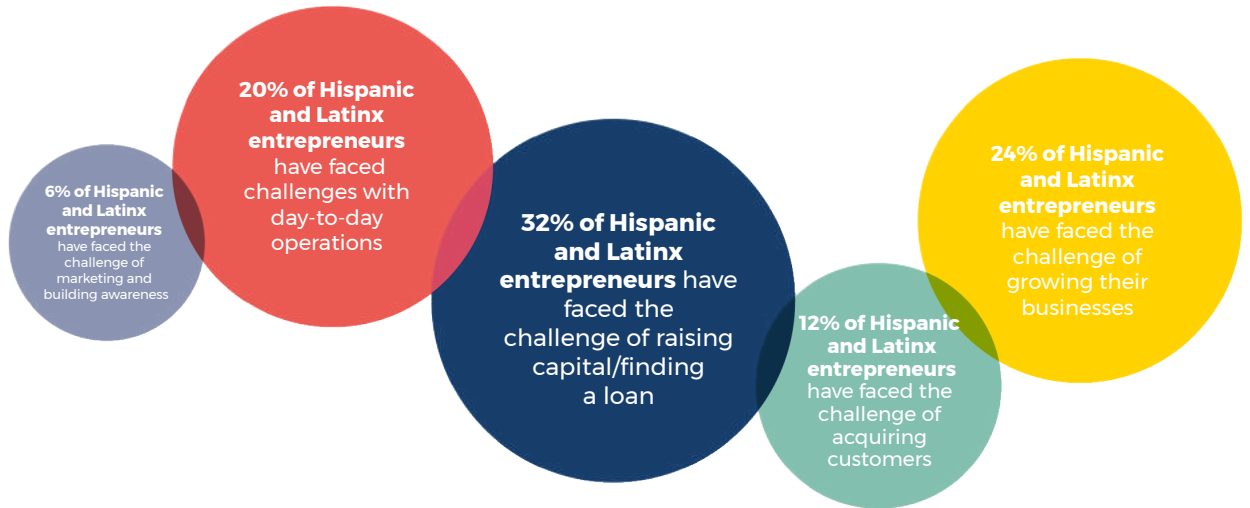 6% of Hispanic
and Latinx
entrepreneurs
have faced the
challenge of
marketing and
building awareness
20% of Hispanic
and Latinx
entrepreneurs
have faced
challenges with
day-to-day
operations
32% of Hispanic
and Latinx
entrepreneurs have
faced the
challenge of raising
capital/finding
a loan
12% of Hispanic
and Latinx
entrepreneurs
have faced the
challenge of
acquiring
customers
24% of Hispanic
and Latinx
entrepreneurs
have faced the
challenge of
growing their
businesses